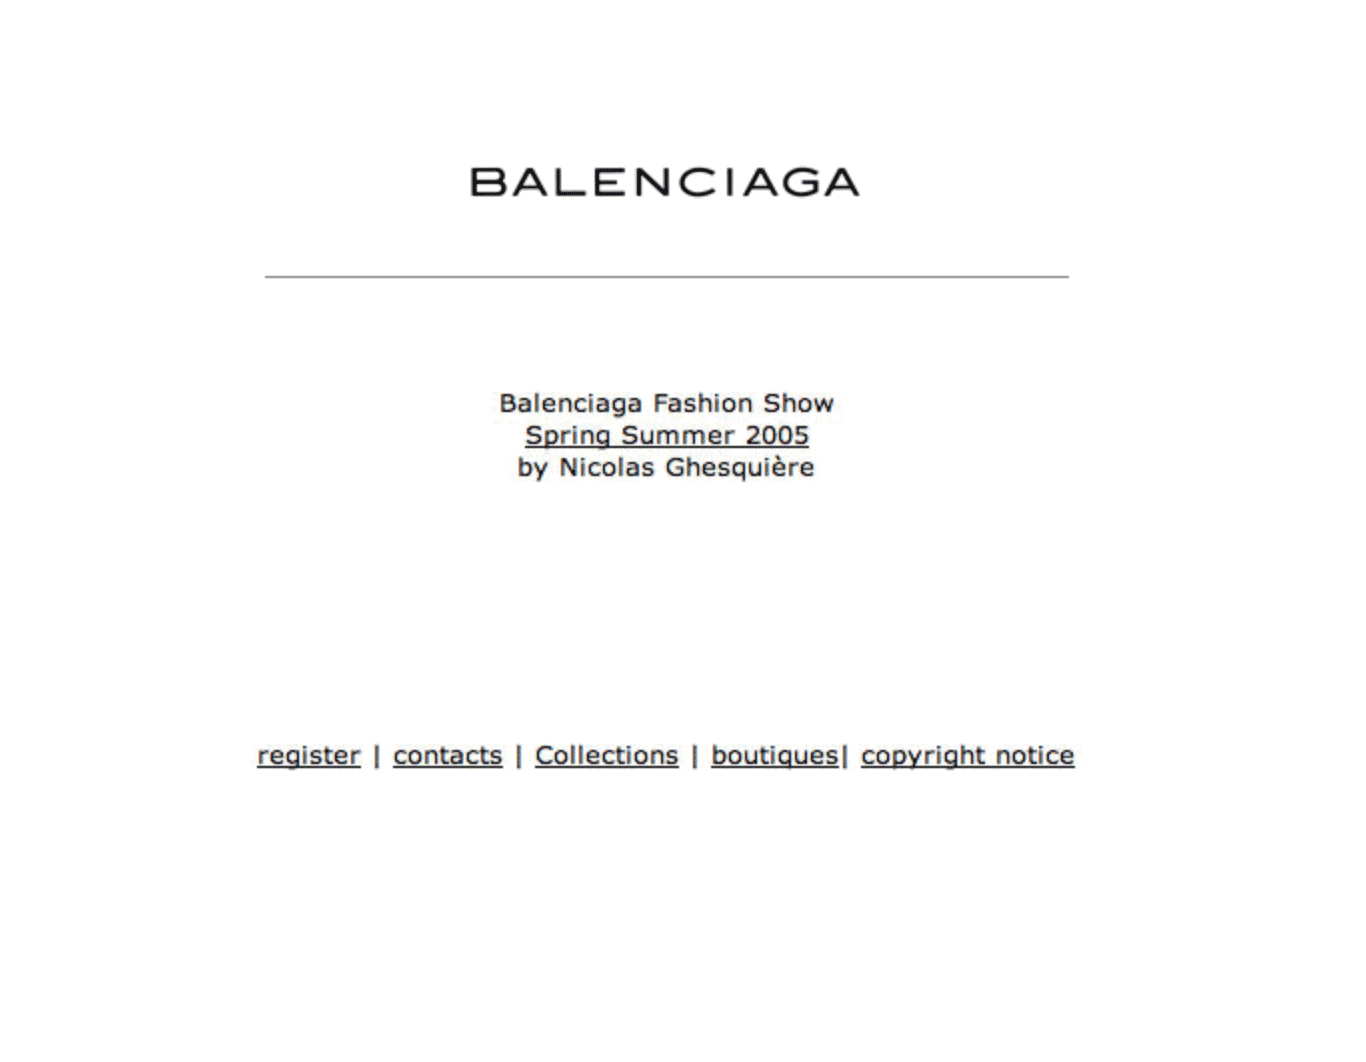 BALENCIAGA
Balenciaga Fashion Show
Spring Summer 2005
by Nicolas Ghesquière
register | contacts | Collections | boutiques| copyright notice